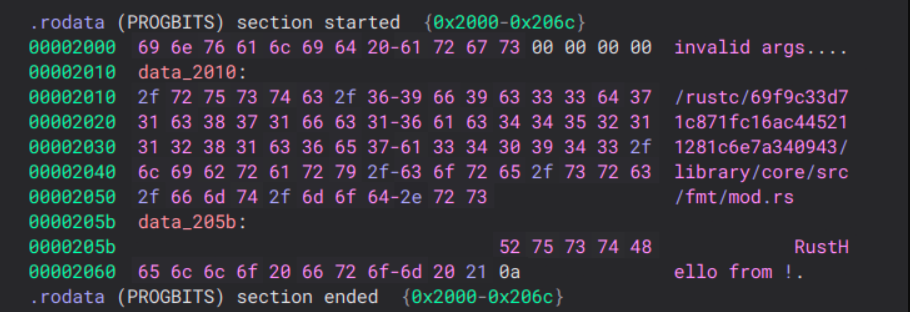 .rodata (PROGBITS) section started  {0x2000-0x206c}
00002000  69 6e 76 61 6c 69 64 20-61 72 67 73 00 00 00 00  invalid args....
00002010  data_2010:
00002010  2f 72 75 73 74 63 2f 36-39 66 39 63 33 33 64 37  /rustc/69f9c33d7
00002020  31 63 38 37 31 66 63 31-36 61 63 34 34 35 32 31  1c871fc16ac44521
00002030  31 32 38 31 63 36 65 37-61 33 34 30 39 34 33 2f  1281c6e7a340943/
00002040  6c 69 62 72 61 72 79 2f-63 6f 72 65 2f 73 72 63  library/core/src
00002050  2f 66 6d 74 2f 6d 6f 64-2e 72 73  /fmt/mod.rs
0000205b  data_205b:
0000205b  52 75 73 74 48  RustH
00002060  65 6c 6c 6f 20 66 72 6f-6d 20 21 0a  ello from !.
.rodata (PROGBITS) section ended  {0x2000-0x206c}